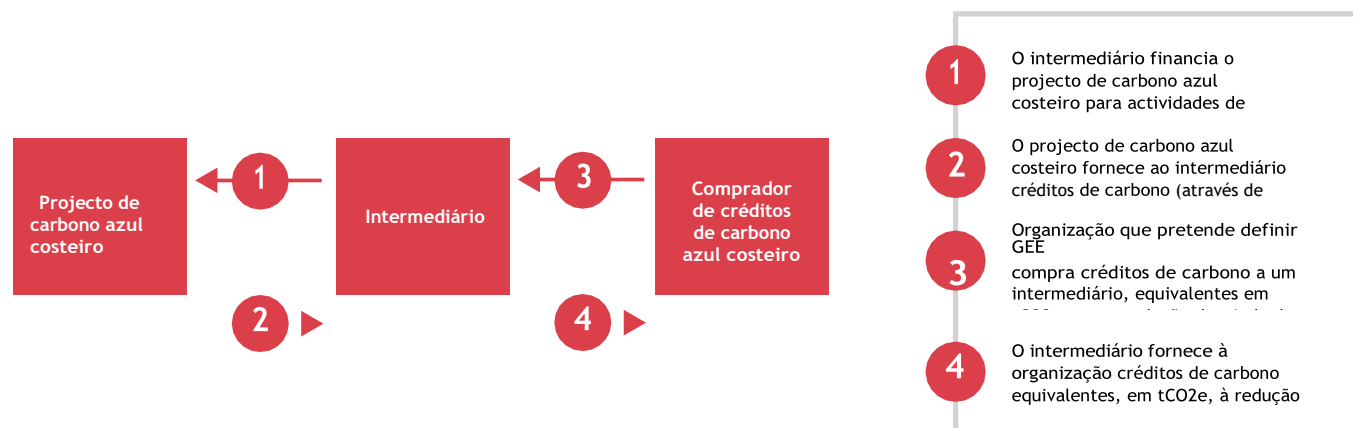 Projecto de
carbono azul
costeiro
1
2
Intermediário
3
4
Comprador
de créditos
de carbono
azul costeiro
1
O intermediário financia o
projecto de carbono azul
costeiro para actividades de
2
O projecto de carbono azul
costeiro fornece ao intermediário
créditos de carbono (através de
3
Organização que pretende definir
GEE
compra créditos de carbono a um
intermediário, equivalentes em
4
O intermediário fornece à
organização créditos de carbono
equivalentes, em tCO2e, à redução